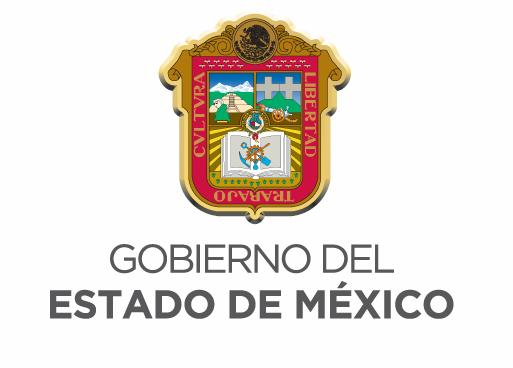 CVLTVRA
LIBERTAD
TRABAJO
GOBIERNO DEL
ESTADO DE MÉXICO